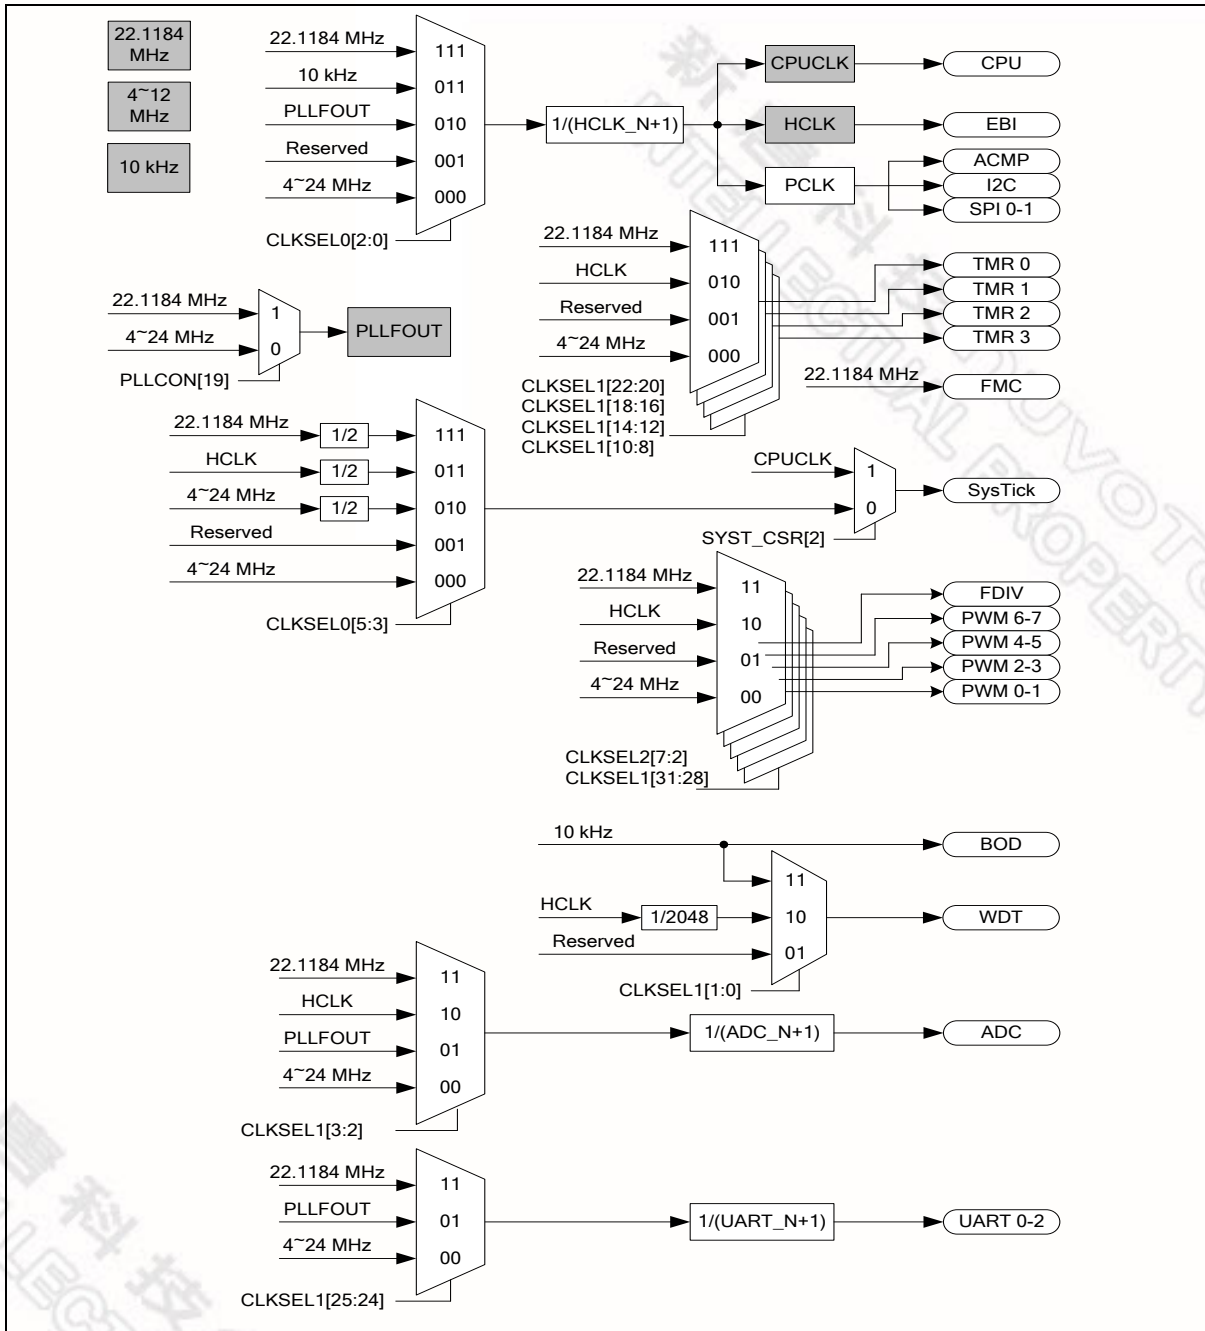 22.1184
MHz
4~12
MHz
10 kHz
22.1184 MHz
10 kHz
PLLFOUT
Reserved
4~24 MHz
111
011
010
001
000
CLKSEL0[2:0]
1/(HCLK_N+1)
CPUCLK
HCLK
PCLK
CPU
EBI
ACMP
I2C
SPI 0-1
22.1184 MHz
4~24 MHz
1
0
PLLCON[19]
PLLFOUT
22.1184 MHz
HCLK
Reserved
4~24 MHz
111
010
001
000
CLKSEL1[22:20]
CLKSEL1[18:16]
CLKSEL1[14:12]
CLKSEL1[10:8]
TMR 0
TMR 1
TMR 2
TMR 3
22.1184 MHz
FMC
22.1184 MHz
HCLK
4~24 MHz
Reserved
4~24 MHz
1/2
1/2
1/2
111
011
010
001
000
CLKSEL0[5:3]
CPUCLK
1
0
SYST_CSR[2]
SysTick
22.1184 MHz
HCLK
Reserved
4~24 MHz
11
10
01
00
CLKSEL2[7:2]
CLKSEL1[31:28]
FDIV
PWM 6-7
PWM 4-5
PWM 2-3
PWM 0-1
10 kHz
BOD
HCLK
1/2048
Reserved
11
10
01
CLKSEL1[1:0]
WDT
22.1184 MHz
HCLK
PLLFOUT
4~24 MHz
11
10
01
00
CLKSEL1[3:2]
1/(ADC_N+1)
ADC
22.1184 MHz
PLLFOUT
4~24 MHz
11
01
00
CLKSEL1[25:24]
1/(UART_N+1)
UART 0-2